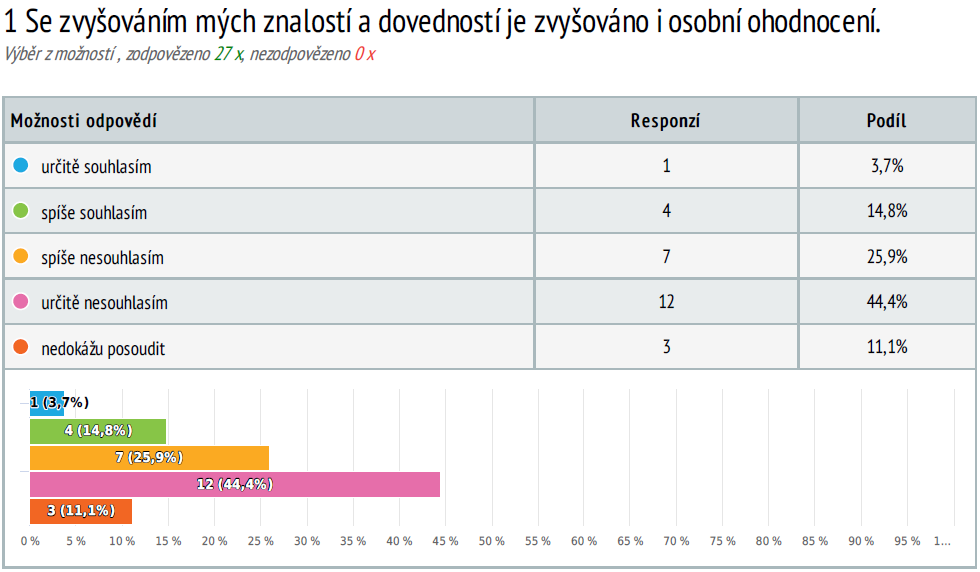 1 Se zvyšováním mých znalostí a dovedností je zvyšováno i osobní ohodnocení.
Výběr z možností , zodpovězeno 27 x, nezodpovězeno 0 x
Možnosti odpovědí Responzí Podíl
určitě souhlasím 1 3,7%
spíše souhlasím 4 14,8%
spíše nesouhlasím 7 25,9%
určitě nesouhlasím 12 44,4%
nedokážu posoudit 3 11,1%
1 (3,7%)
4 (14,8%)
7 (25,9%)
12 (44,4%)
3 (11,1%)
0 % 5 % 10 % 15 % 20 % 25 % 30 % 35 % 40 % 45 % 50 % 55 % 60 % 65 % 70 % 75 % 80 % 85 % 90 % 95 % 1...